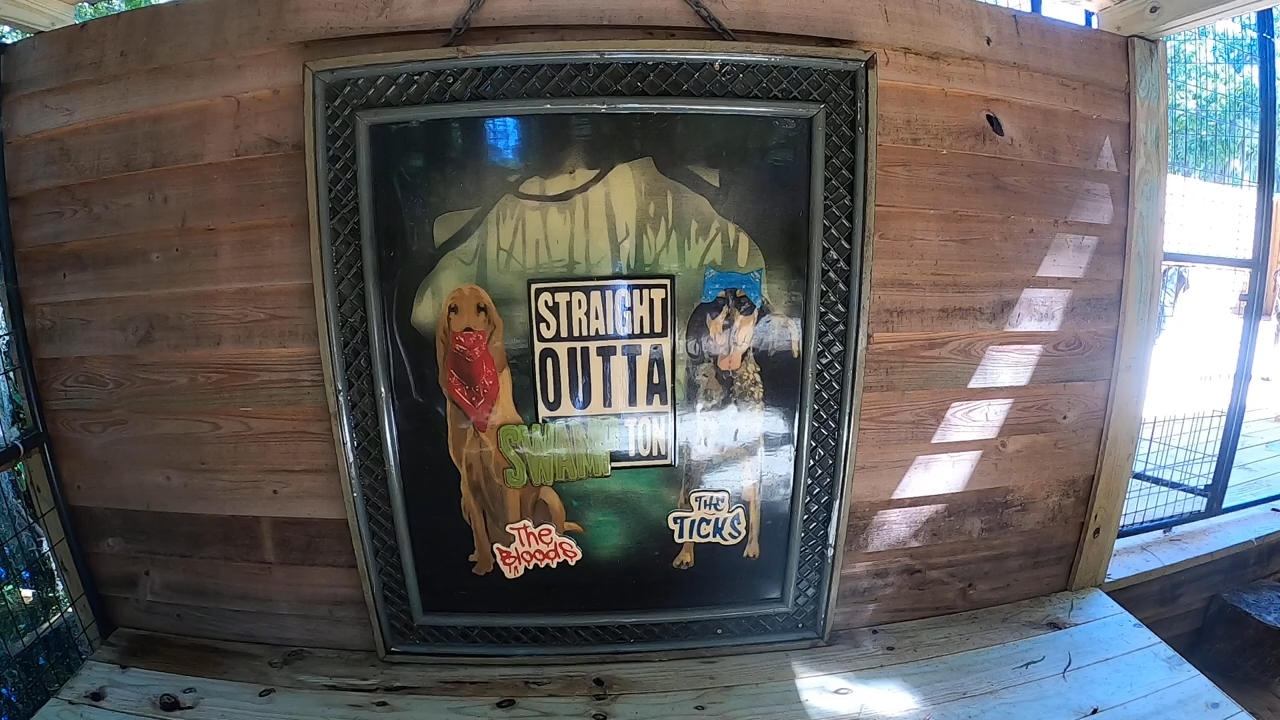 STRAIGHT
OUTTA
SWAMP TON
The
Bloods
THE
TICKS